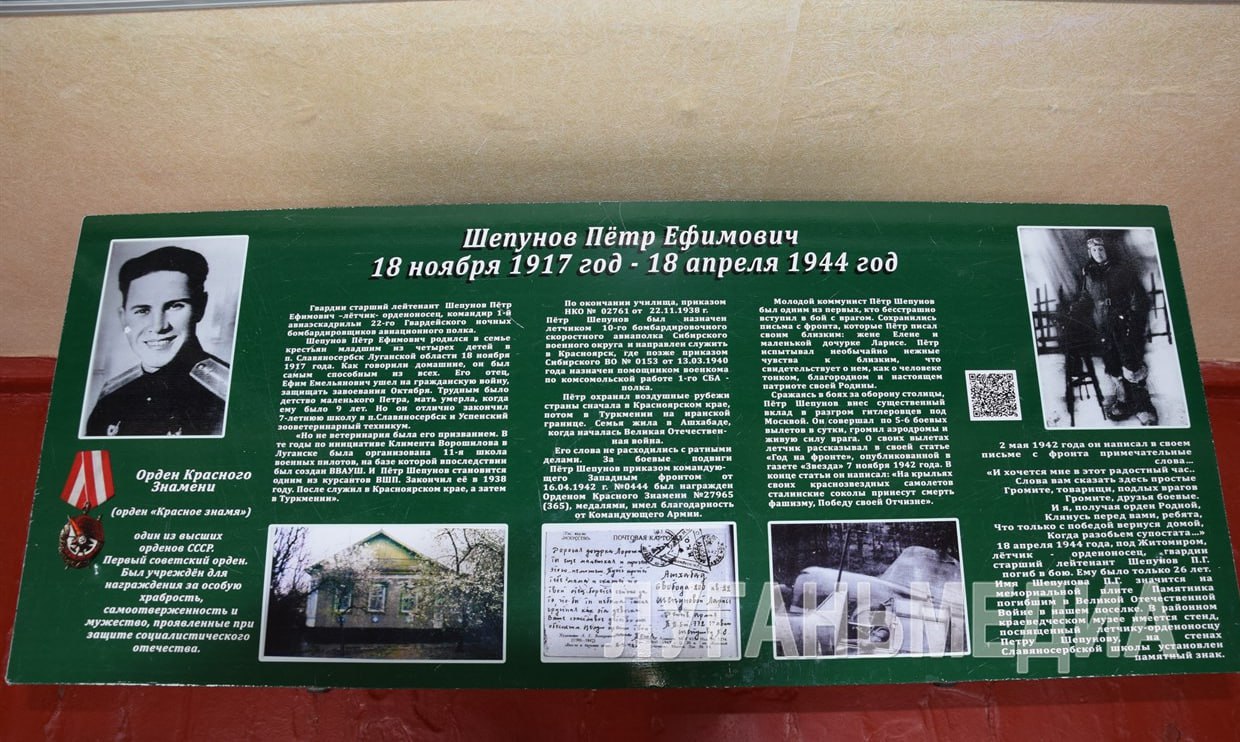 Шепунов Пётр Ефимович
18 ноября 1917 год - 18 апреля 1944 год
Орден Красного
Знамени
(орден «Красное знамя»)
один из высших
орденов СССР.
Первый советский орден.
Был учреждён для
награждения за особую
храбрость,
самоотверженность и
мужество, проявленные при
защите социалистического
отечества.
Гвардии старший лейтенант Шепунов Пётр
Ефимович -лётчик- орденоносец, командир 1-й
авиаэскадрильи 22-го Гвардейского ночных
бомбардировщиков авиационного полка.
Шепунов Пётр Ефимович родился в семье
крестьян младшим из четырех детей в
п. Славяносербск Луганской области 18 ноября
1917 года. Как говорили домашние, он был
самым способным из всех. Его отец,
Ефим Емельянович ушел на гражданскую войну,
защищать завоевания Октября. Трудным было
детство маленького Петра, мать умерла, когда
ему было 9 лет. Но он отлично закончил
7-летнюю школу в п.Славяносербск и Успенский
зооветеринарный техникум.
«Но не ветеринария была его призванием. В
те годы по инициативе Климента Ворошилова в
Луганске была организована 11-я школа
военных пилотов, на базе которой впоследствии
был создан ВВАУШ. И Пётр Шепунов становится
одним из курсантов ВШП. Закончил её в 1938
году. После служил в Красноярском крае, а затем
в Туркмении».
По окончании училища, приказом
НКО № 02761 от 22.11.1938 г.
Пётр Шепунов был назначен
летчиком 10-го бомбардировочного
скоростного авиаполка Сибирского
военного округа и направлен служить
в Красноярск, где позже приказом
Сибирского ВО № 0153 от 13.03.1940
года назначен помощником военкома
по комсомольской работе 1-го СБА -
полка.
Пётр охранял воздушные рубежи
страны сначала в Красноярском крае,
потом в Туркмении на иранской
границе. Семья жила в Ашхабаде,
когда началась Великая Отечествен-
ная война.
Его слова не расходились с ратными
делами. За боевые подвиги
Пётр Шепунов приказом командую-
щего Западным фронтом от
16.04.1942 г. №0444 был награжден
Орденом Красного Знамени №27965
(365), медалями, имел благодарность
от Командующего Армии.
Молодой коммунист Пётр Шепунов
был одним из первых, кто бесстрашно
вступил в бой с врагом. Сохранились
письма с фронта, которые Пётр писал
своим близким: жене Елене и
маленькой дочурке Ларисе. Пётр
испытывал необычайно нежные
чувства к близким, что
свидетельствует о нем, как о человеке
тонком, благородном и настоящем
патриоте своей Родины.
Сражаясь в боях за оборону столицы,
Пётр Шепунов внес существенный
вклад в разгром гитлеровцев под
Москвой. Он совершал по 5-6 боевых
вылетов в сутки, громил аэродромы и
живую силу врага. О своих вылетах
летчик рассказывал в своей статье
«Год на фронте», опубликованной в
газете «Звезда» 7 ноября 1942 года. В
конце статьи он написал: «На крыльях
своих краснозвездных самолетов
сталинские соколы принесут смерть
фашизму, Победу своей Отчизне».
2 мая 1942 года он написал в своем
письме с фронта примечательные
слова...
«И хочется мне в этот радостный час..
Слова вам сказать здесь простые
Громите, товарищи, подлых врагов
Громите, друзья боевые.
И я, получая орден Родной,
Клянусь перед вами, ребята,
Что только с победой вернуся домой,
Когда разобьем супостата...»
18 апреля 1944 года, под Житомиром,
лётчик - орденоносец, гвардии
старший лейтенант Шепунов П.Г.
погиб в бою. Ему было только 26 лет.
Имя Шепунова П.Г. значится на
мемориальной плите Памятника
погибшим в Великой Отечественной
Войне в нашем поселке. В районном
краеведческом музее имеется стенд,
посвященный летчику-орденоносцу
Петру Шепунову, на стенах
Славяносербской школы установлен
памятный знак.
ПОЧТОВАЯ КАРТОЧКА
ЛУГАНЬМЕДИА